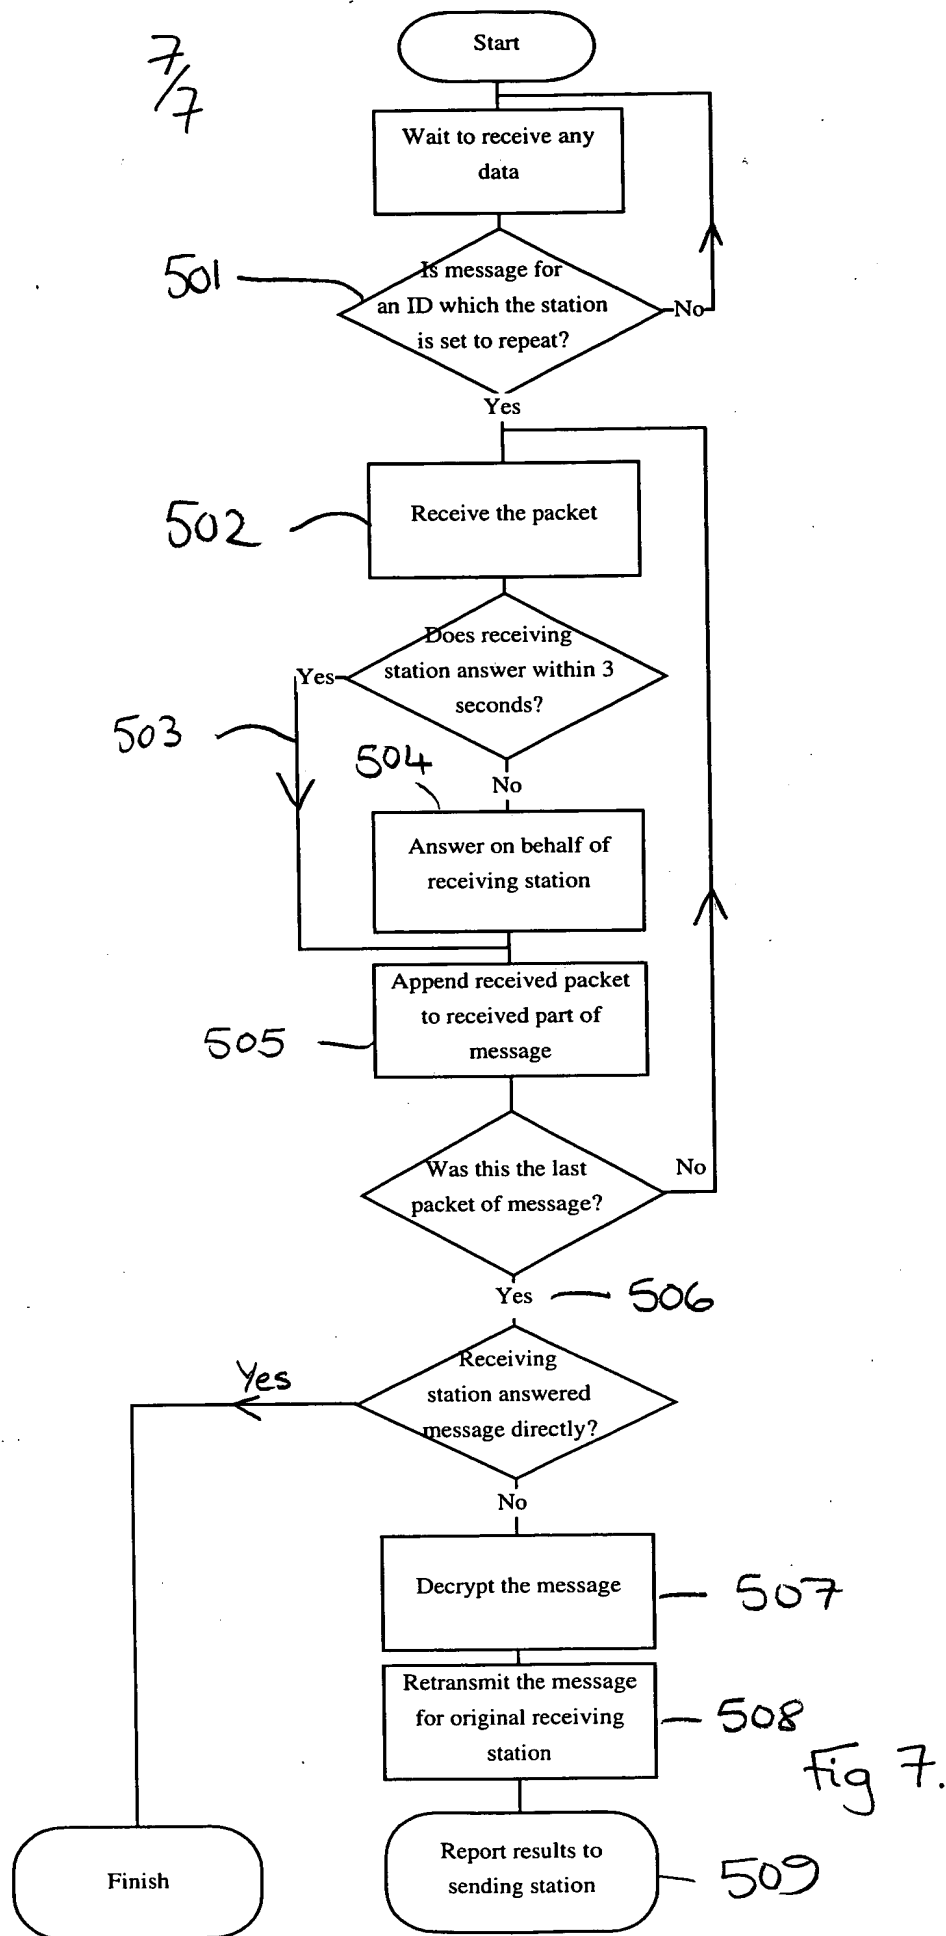 7/7
Start
Wait to receive any
data
501
Is message for
an ID which the station
is set to repeat?
No
Yes
502
Receive the packet
Does receiving
station answer within 3
seconds?
Yes
503
504
No
Answer on behalf of
receiving station
Append received packet
to received part of
message
505
Was this the last
packet of message?
No
Yes
506
Receiving
station answered
message directly?
Yes
No
Decrypt the message
507
Retransmit the message
for original receiving
station
508
Fig 7.
Report results to
sending station
509
Finish